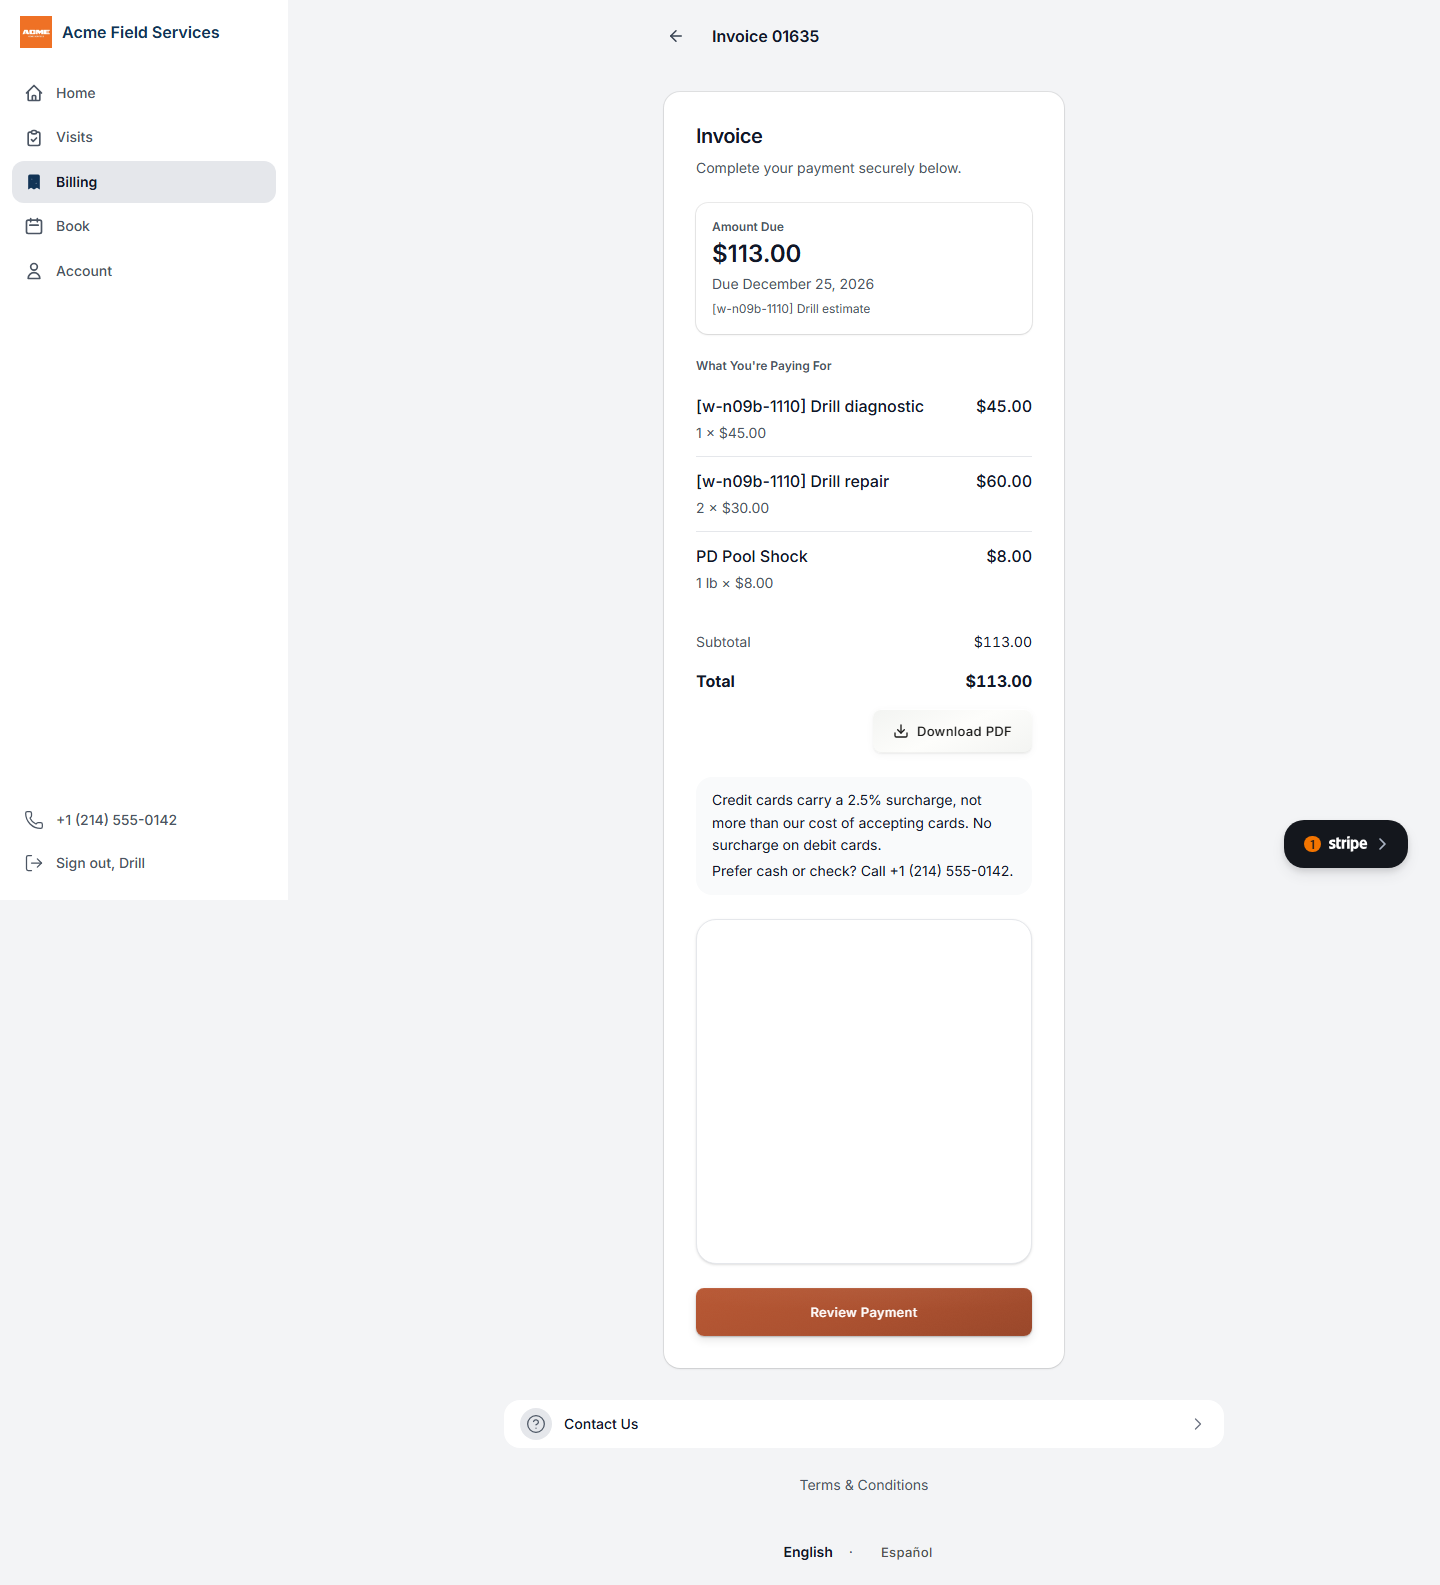 ACME
Acme Field Services
Home
Visits
Billing
Book
Account
+1 (214) 555-0142
Sign out, Drill
Invoice 01635
Invoice
Complete your payment securely below.
Amount Due
$113.00
Due December 25, 2026
[w-n09b-1110] Drill estimate
What You're Paying For
[w-n09b-1110] Drill diagnostic $45.00
1 × $45.00
[w-n09b-1110] Drill repair $60.00
2 × $30.00
PD Pool Shock $8.00
1 lb × $8.00
Subtotal $113.00
Total $113.00
Download PDF
Credit cards carry a 2.5% surcharge, not
more than our cost of accepting cards. No
surcharge on debit cards.
Prefer cash or check? Call +1 (214) 555-0142.
1 stripe
Review Payment
Contact Us
Terms & Conditions
English · Español